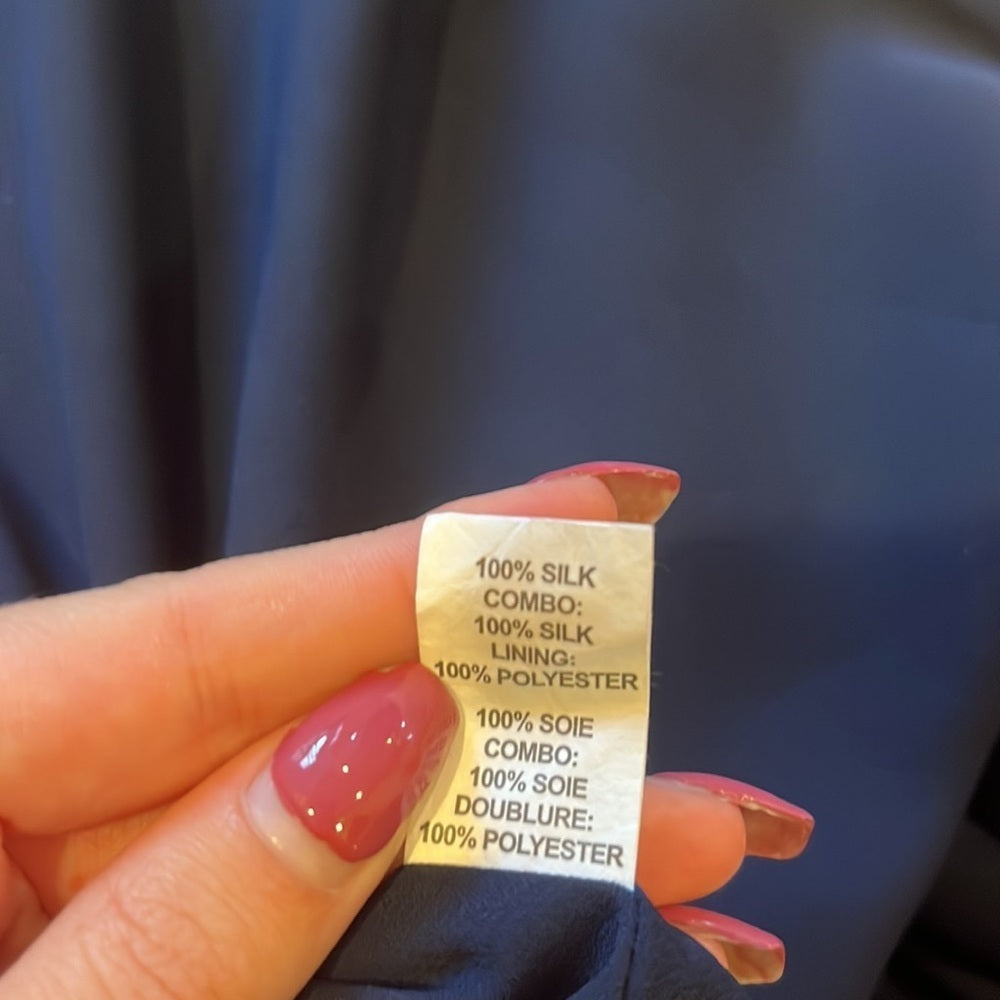 100% SILK
COMBO:
100% SILK
LINING:
100% POLYESTER
100% SOIE
COMBO:
100% SOIE
DOUBLURE:
100% POLYESTER